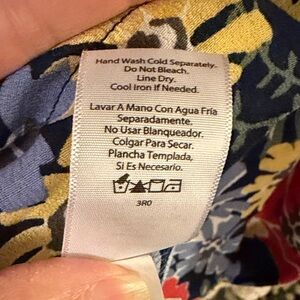 Hand Wash Cold Separately.
Do Not Bleach.
Line Dry.
Cool Iron If Needed.
Lavar A Mano Con Agua Fría
Separadamente.
No Usar Blanqueador.
Colgar Para Secar.
Plancha Templada,
Si Es Necesario.
3R0